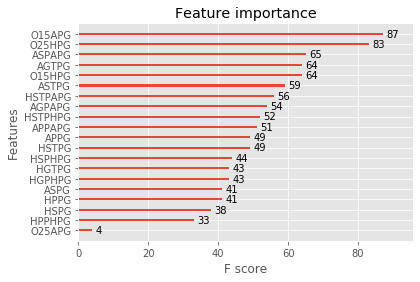 Feature importance
Features
O15APG 87
O25HPG 83
ASPAPG 65
AGTPG 64
O15HPG 64
ASTPG 59
HSTPAPG 56
AGPAPG 54
HSTPHPG 52
APPAPG 51
APPG 49
HSTPG 49
HSPHPG 44
HGTPG 43
HGPHPG 43
ASPG 41
HPPG 41
HSPG 38
HPPHPG 33
O25APG 4
0 20 40 60 80
F score